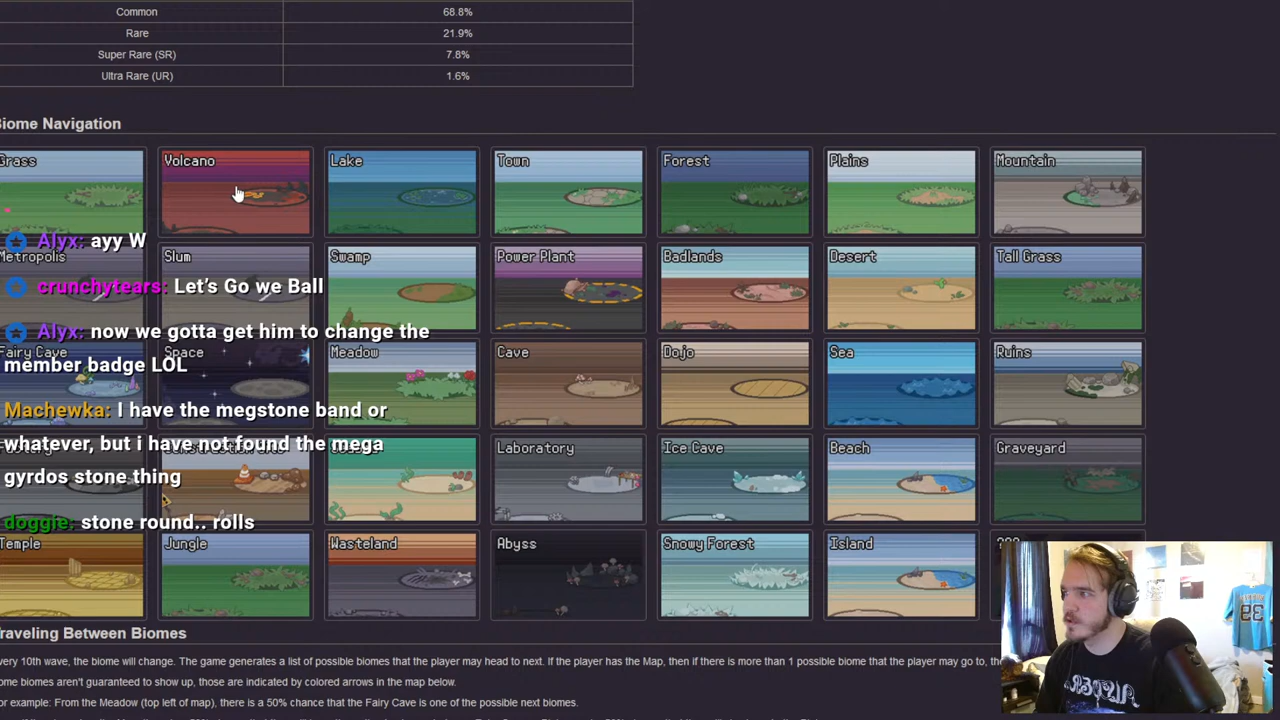 Common 68.8%
Rare 21.9%
Super Rare (SR) 7.8%
Ultra Rare (UR) 1.6%
Biome Navigation
Grass Volcano Lake Town Forest Plains Mountain
Alyx: ayy W
Metropolis Slum Swamp Power Plant Badlands Desert Tall Grass
crunchytears: Let's Go we Ball
Alyx: now we gotta get him to change the
member badge LOL
Fairy Cave Space Meadow Cave Dojo Sea Ruins
Machewka: I have the megstone band or
whatever, but i have not found the mega
gyrdos stone thing
Laboratory Ice Cave Beach Graveyard
doggie: stone round.. rolls
Temple Jungle Wasteland Abyss Snowy Forest Island
Traveling Between Biomes
very 10th wave, the biome will change. The game generates a list of possible biomes that the player may head to next. If the player has the Map, then if there is more than 1 possible biome that the player may go to, the
ome biomes aren't guaranteed to show up, those are indicated by colored arrows in the map below.
or example: From the Meadow (top left of map), there is a 50% chance that the Fairy Cave is one of the possible next biomes.
23